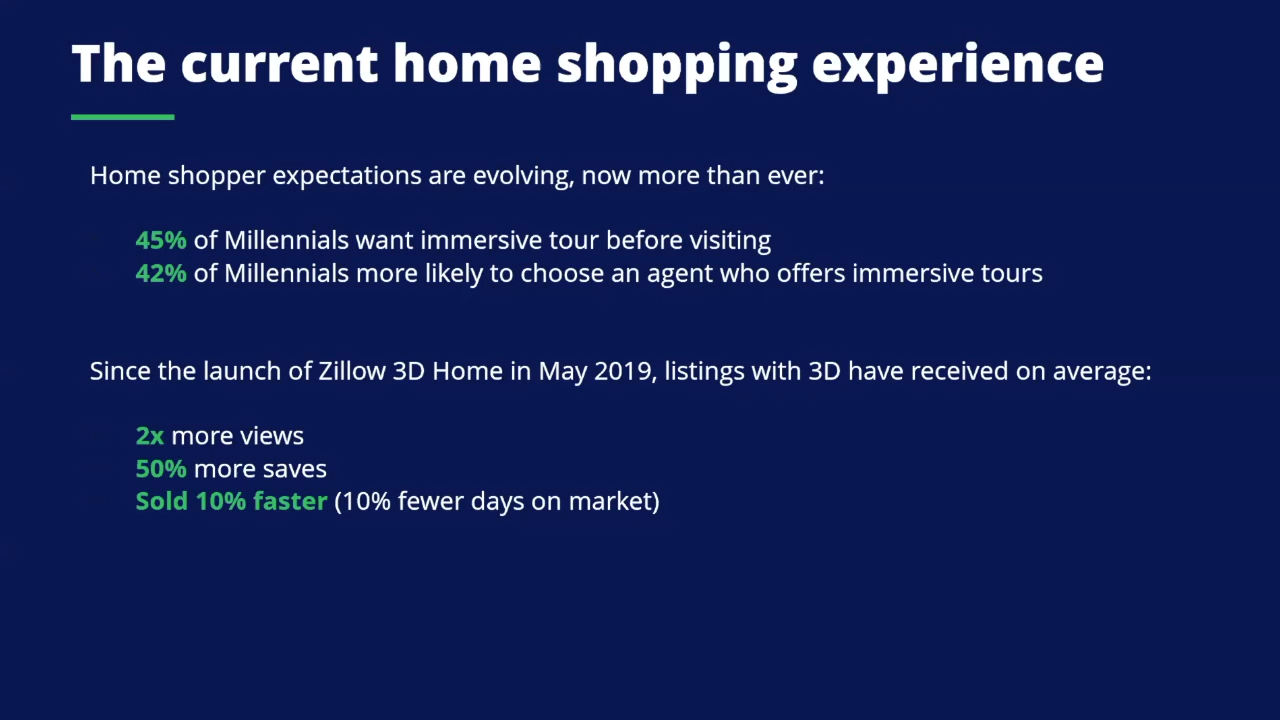 The current home shopping experience
Home shopper expectations are evolving, now more than ever:
45% of Millennials want immersive tour before visiting
42% of Millennials more likely to choose an agent who offers immersive tours
Since the launch of Zillow 3D Home in May 2019, listings with 3D have received on average:
2x more views
50% more saves
Sold 10% faster (10% fewer days on market)